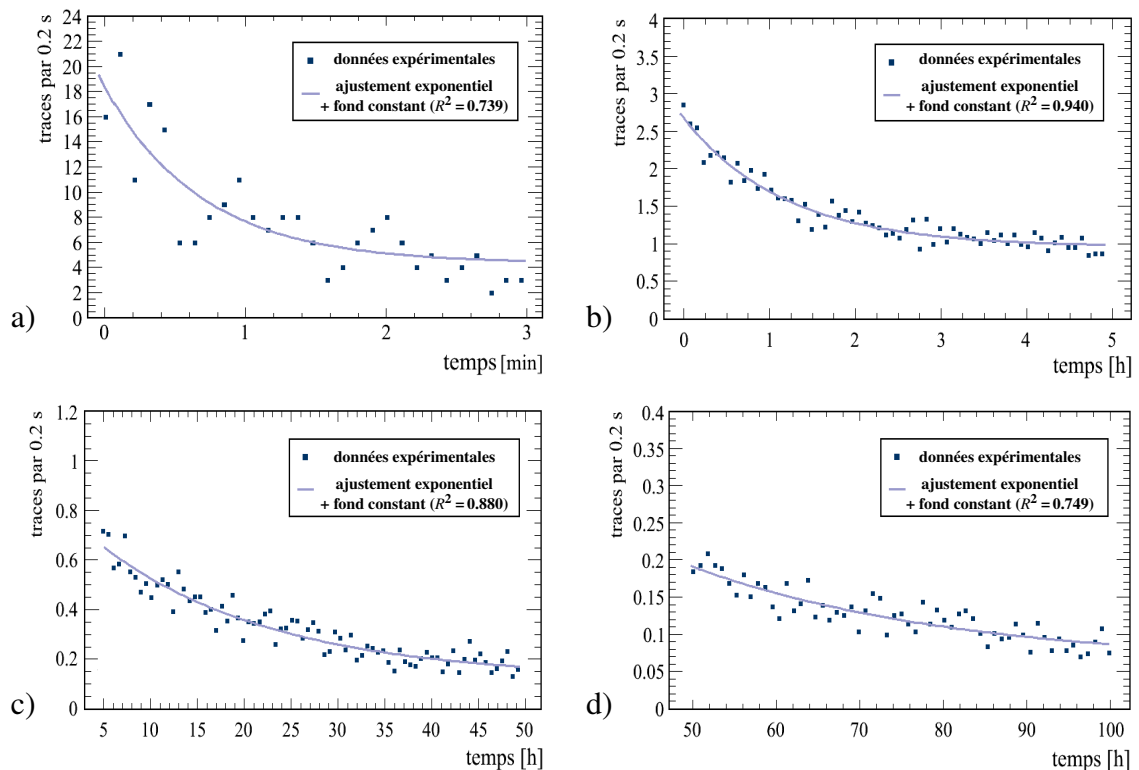 traces par 0.2 s
24
22
20
18
16
14
12
10
8
6
4
2
0
données expérimentales
ajustement exponentiel
+ fond constant (R² = 0.739)
0
1
2
3
temps [min]
a)
traces par 0.2 s
4
3.5
3
2.5
2
1.5
1
0.5
0
données expérimentales
ajustement exponentiel
+ fond constant (R² = 0.940)
0
1
2
3
4
5
temps [h]
b)
traces par 0.2 s
1.2
1
0.8
0.6
0.4
0.2
0
données expérimentales
ajustement exponentiel
+ fond constant (R² = 0.880)
5
10
15
20
25
30
35
40
45
50
temps [h]
c)
traces par 0.2 s
0.4
0.35
0.3
0.25
0.2
0.15
0.1
0.05
0
données expérimentales
ajustement exponentiel
+ fond constant (R² = 0.749)
50
60
70
80
90
100
temps [h]
d)